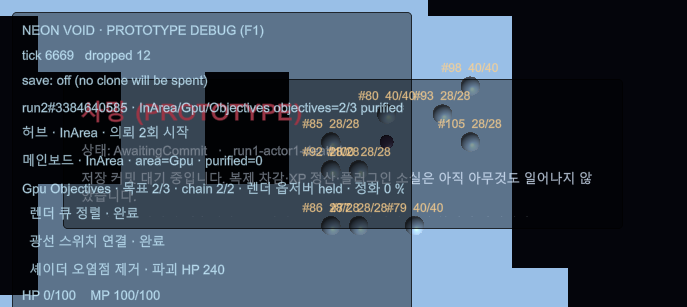 NEON VOID · PROTOTYPE DEBUG (F1)
tick 6669 dropped 12
save: off (no clone will be spent)
run2#3384640585 · InArea/Gpu/Objectives objectives=2/3 purified
(PROTOTYPE)
허브 · InArea · 의뢰 2회 시작
상태: AwaitingCommit · run1-actor1
메인보드 · InArea · area=Gpu · purified=0
저장 커밋 대기 중입니다. 복제 차감·XP 정산·플러그인 소실은 아직 아무것도 일어나지 않
았습니다.
Gpu Objectives · 목표 2/3 · chain 2/2 · 렌더 옵저버 held · 정화 0 %
렌더 큐 정렬 · 완료
광선 스위치 연결 · 완료
셰이더 오염점 제거 · 파괴 HP 240
HP 0/100 MP 100/100
#98 40/40
#80 40/40
#93 28/28
#85 28/28
#105 28/28
#92
28/28
#86
28/28
#79 40/40